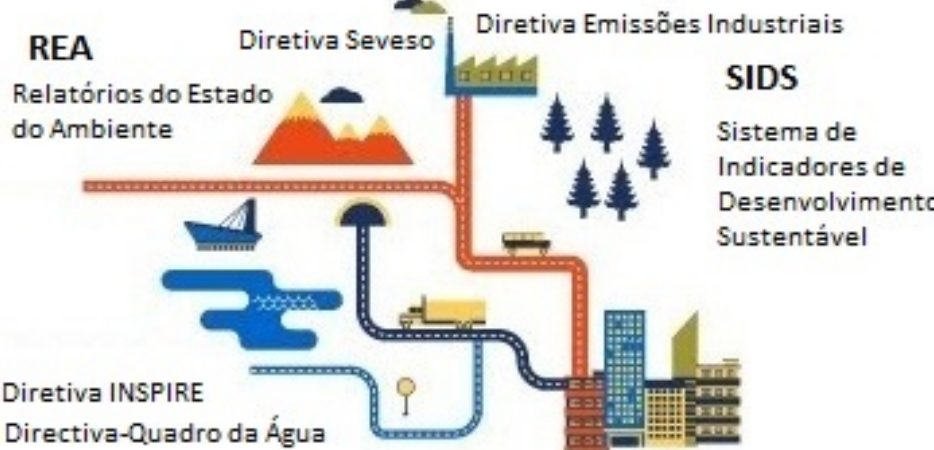 REA
Relatórios do Estado
do Ambiente
Diretiva Seveso
Diretiva Emissões Industriais
SIDS
Sistema de
Indicadores de
Desenvolvimento
Sustentável
Diretiva INSPIRE
Directiva-Quadro da Água